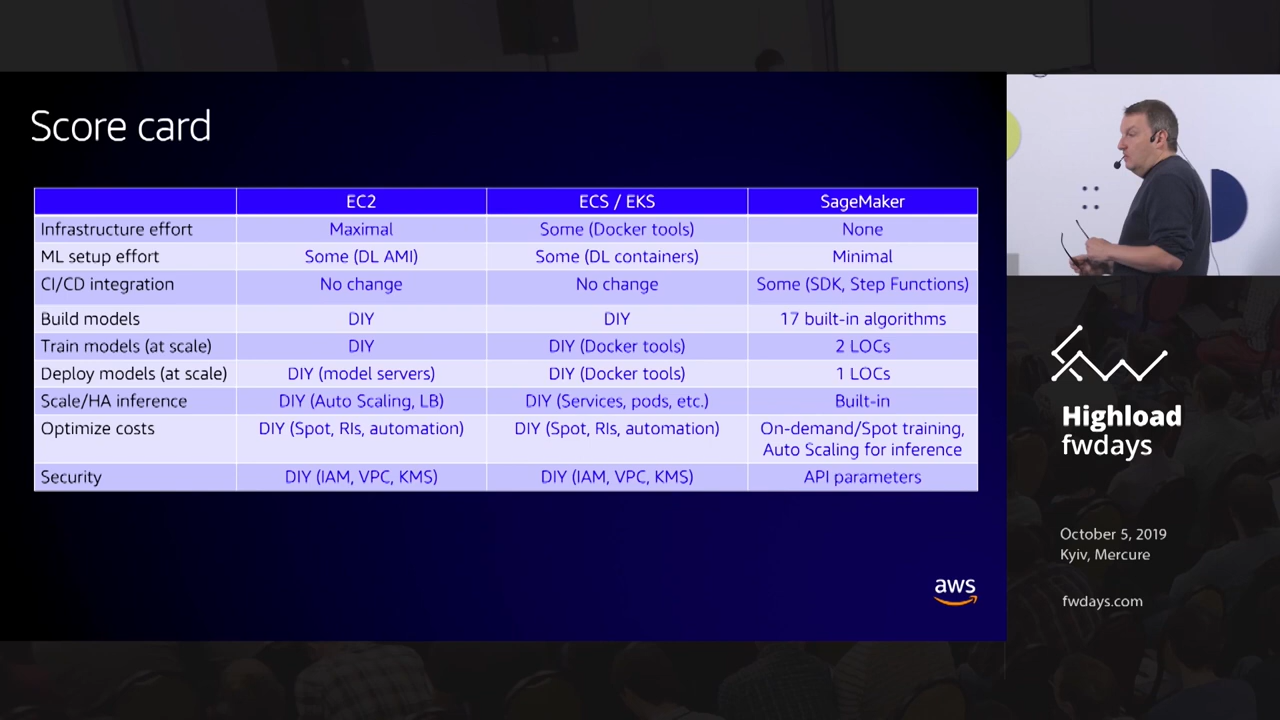 Score card
EC2 ECS / EKS SageMaker
Infrastructure effort Maximal Some (Docker tools) None
ML setup effort Some (DL AMI) Some (DL containers) Minimal
CI/CD integration No change No change Some (SDK, Step Functions)
Build models DIY DIY 17 built-in algorithms
Train models (at scale) DIY DIY (Docker tools) 2 LOCs
Deploy models (at scale) DIY (model servers) DIY (Docker tools) 1 LOCs
Scale/HA inference DIY (Auto Scaling, LB) DIY (Services, pods, etc.) Built-in
Optimize costs DIY (Spot, RIs, automation) DIY (Spot, RIs, automation) On-demand/Spot training,
Auto Scaling for inference
Security DIY (IAM, VPC, KMS) DIY (IAM, VPC, KMS) API parameters
aws
Highload
fwdays
October 5, 2019
Kyiv, Mercure
fwdays.com